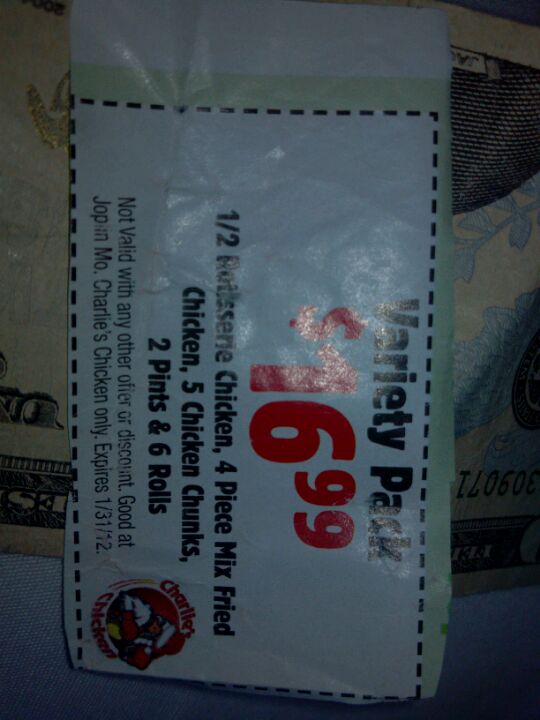 Variety Pack
$16.99
1/2 Rotisserie Chicken, 4 Piece Mix Fried
Chicken, 5 Chicken Chunks,
2 Pints & 6 Rolls
Not Valid with any other offer or discount. Good at
Joplin Mo. Charlie's Chicken only. Expires 1/31/12.
Charlie's
Chicken
309071